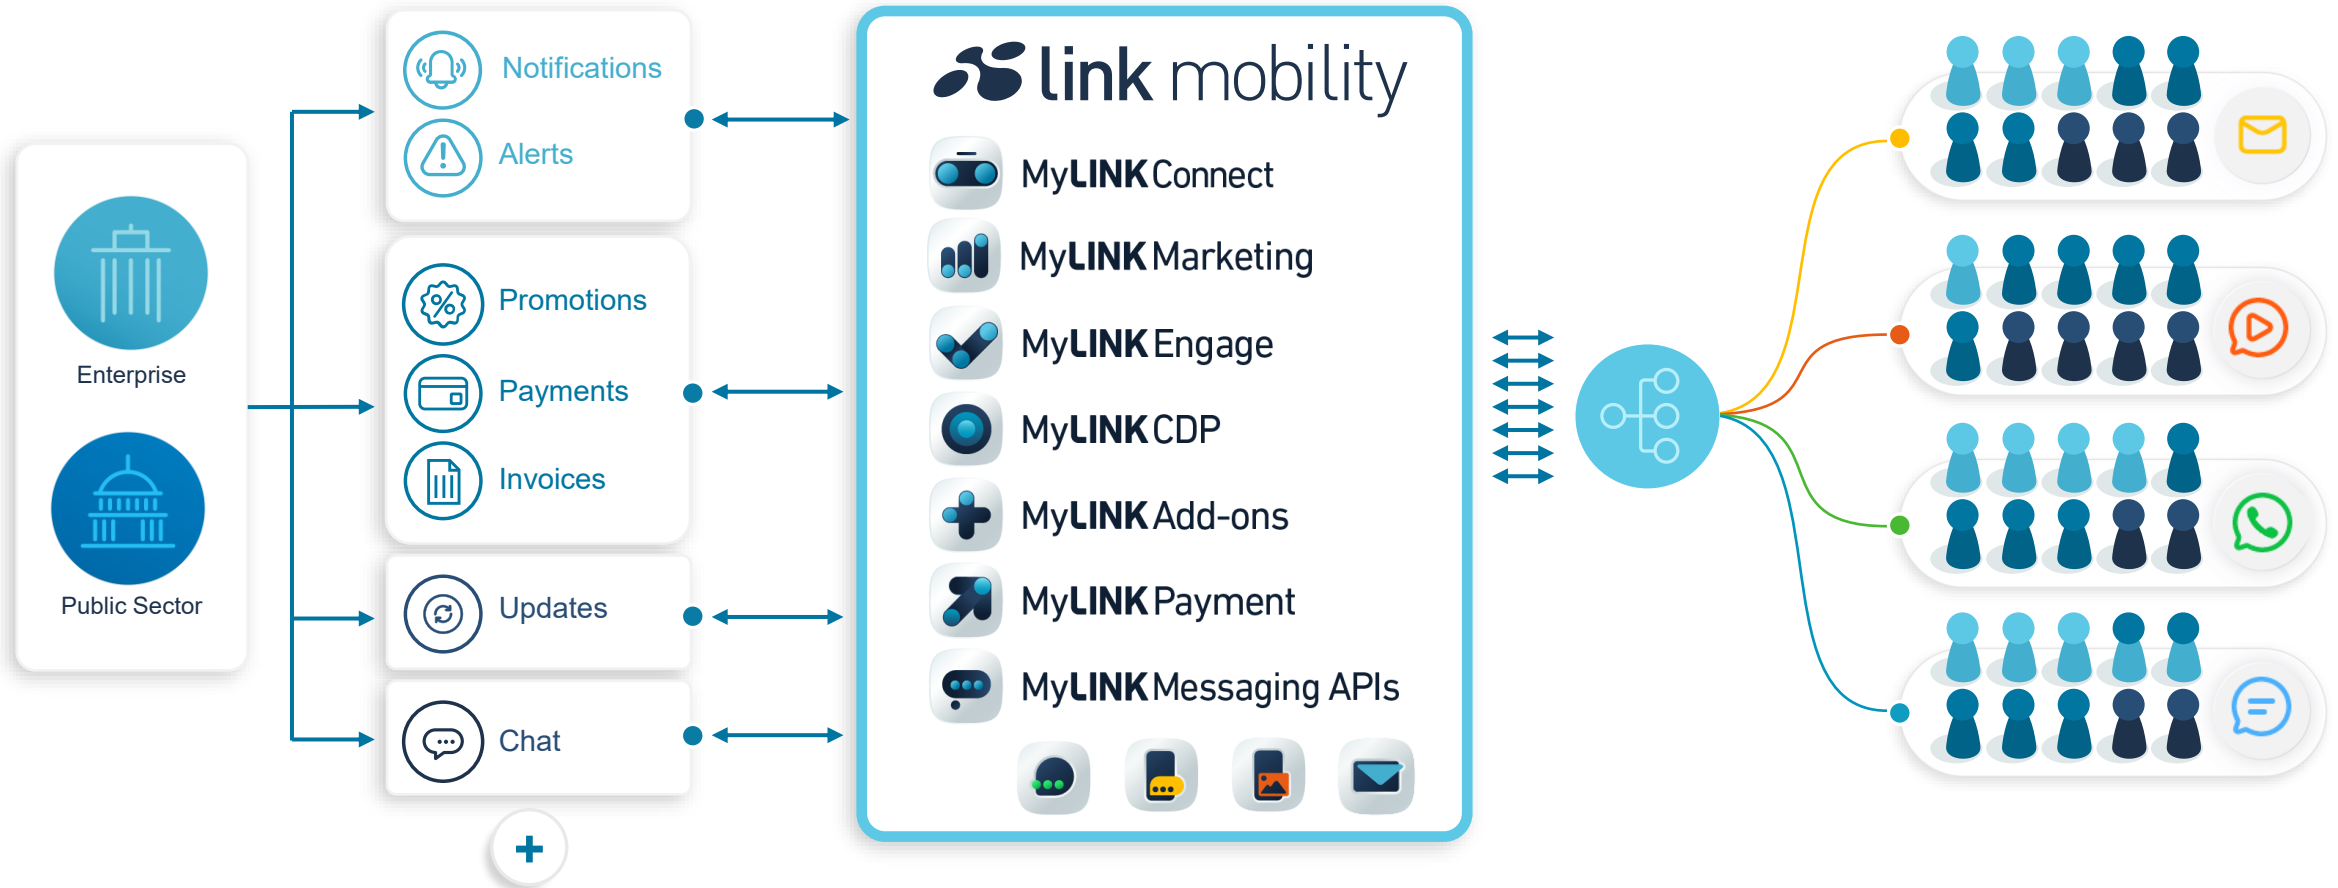 Enterprise
Public Sector
Notifications
Alerts
Promotions
Payments
Invoices
Updates
Chat
link mobility
MyLINK Connect
MyLINK Marketing
MyLINK Engage
MyLINK CDP
MyLINK Add-ons
MyLINK Payment
MyLINK Messaging APIs